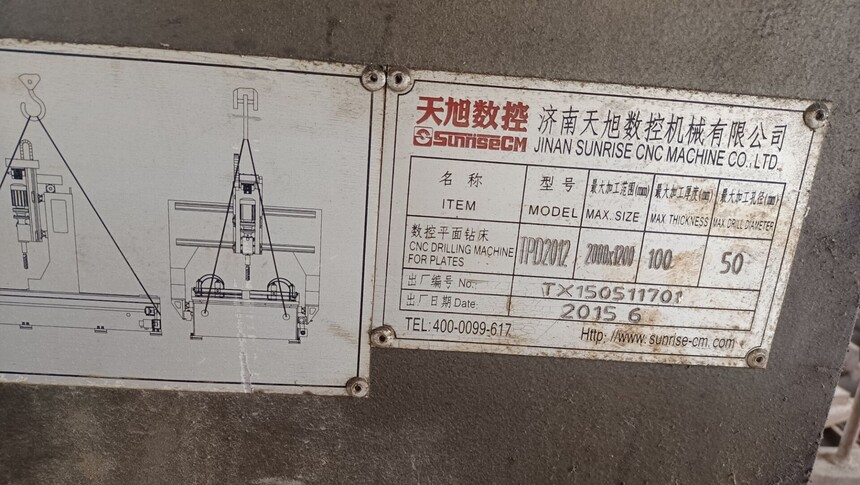 天旭数控
SUNRISECM
济南天旭数控机械有限公司
JINAN SUNRISE CNC MACHINE CO., LTD.
名 称
ITEM
型 号
MODEL
最大加工范围(mm)
MAX. SIZE
最大加工厚度(mm)
MAX. THICKNESS
最大加工孔径(mm)
MAX. DRILL DIAMETER
数控平面钻床
CNC DRILLING MACHINE
FOR PLATES
TPD2012
2000x1200
100
50
出厂编号 No:
TX150511701
出厂日期 Date:
2015 6
TEL:400-0099-617
Http: //www. sunrise-cm. com